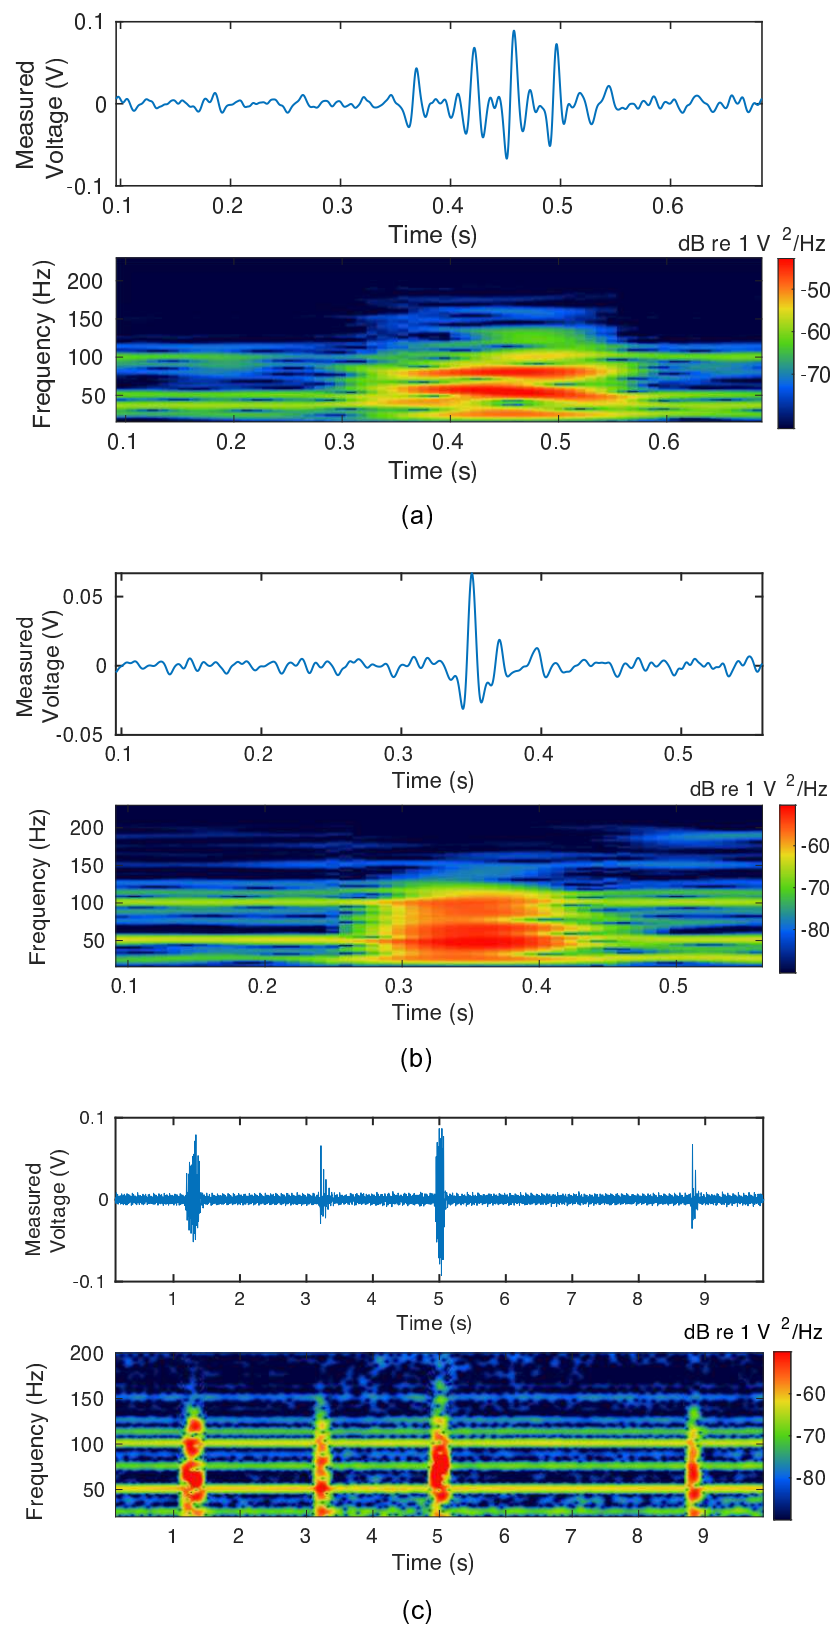 Measured
Voltage (V)
0.1
0
-0.1
0.1 0.2 0.3 0.4 0.5 0.6
Time (s)
dB re 1 V 2/Hz
Frequency (Hz)
200
150
100
50
-50
-60
-70
0.1 0.2 0.3 0.4 0.5 0.6
Time (s)
(a)
Measured
Voltage (V)
0.05
0
-0.05
0.1 0.2 0.3 0.4 0.5
Time (s)
dB re 1 V 2/Hz
Frequency (Hz)
200
150
100
50
-60
-70
-80
0.1 0.2 0.3 0.4 0.5
Time (s)
(b)
Measured
Voltage (V)
0.1
0
-0.1
1 2 3 4 5 6 7 8 9
Time (s)
dB re 1 V 2/Hz
Frequency (Hz)
200
150
100
50
-60
-70
-80
1 2 3 4 5 6 7 8 9
Time (s)
(c)